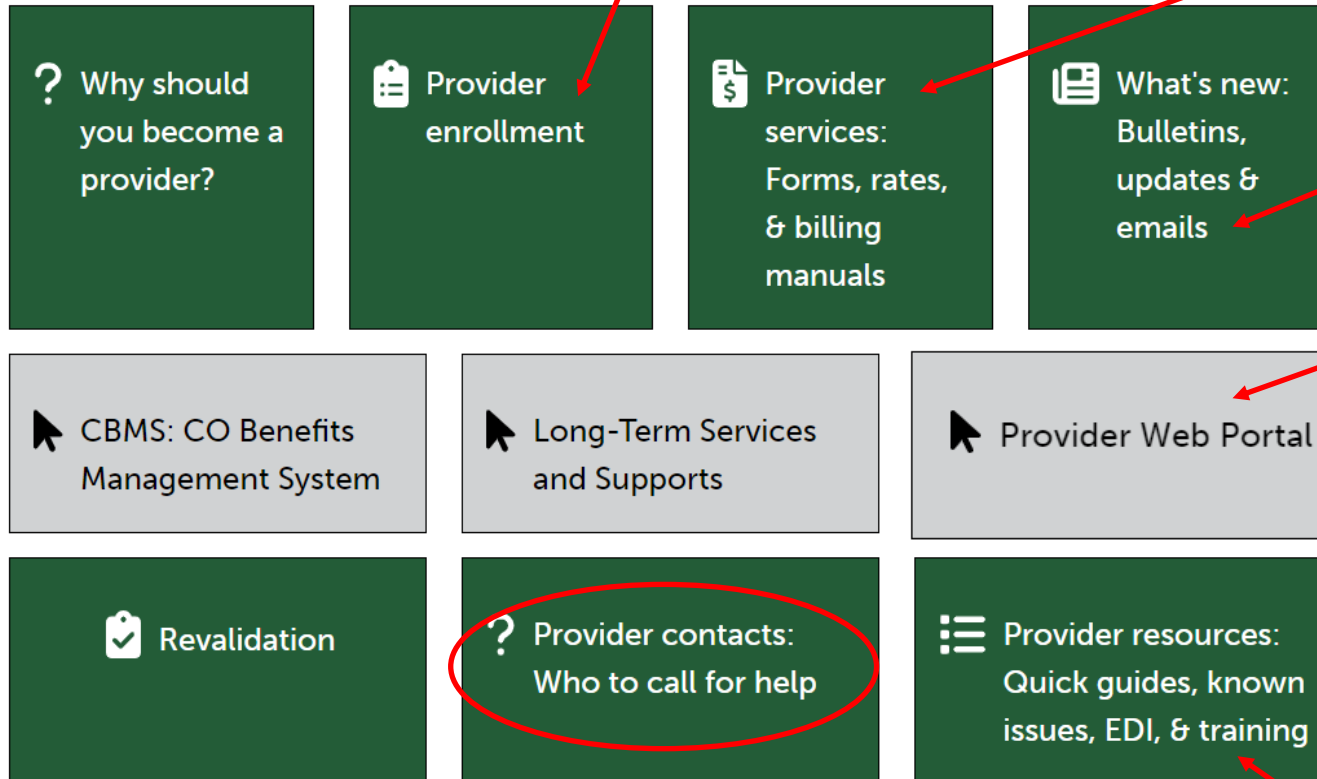 Why should
you become a
provider?
Provider
enrollment
Provider
services:
Forms, rates,
& billing
manuals
What's new:
Bulletins,
updates &
emails
CBMS: CO Benefits
Management System
Long-Term Services
and Supports
Provider Web Portal
Revalidation
Provider contacts:
Who to call for help
Provider resources:
Quick guides, known
issues, EDI, & training